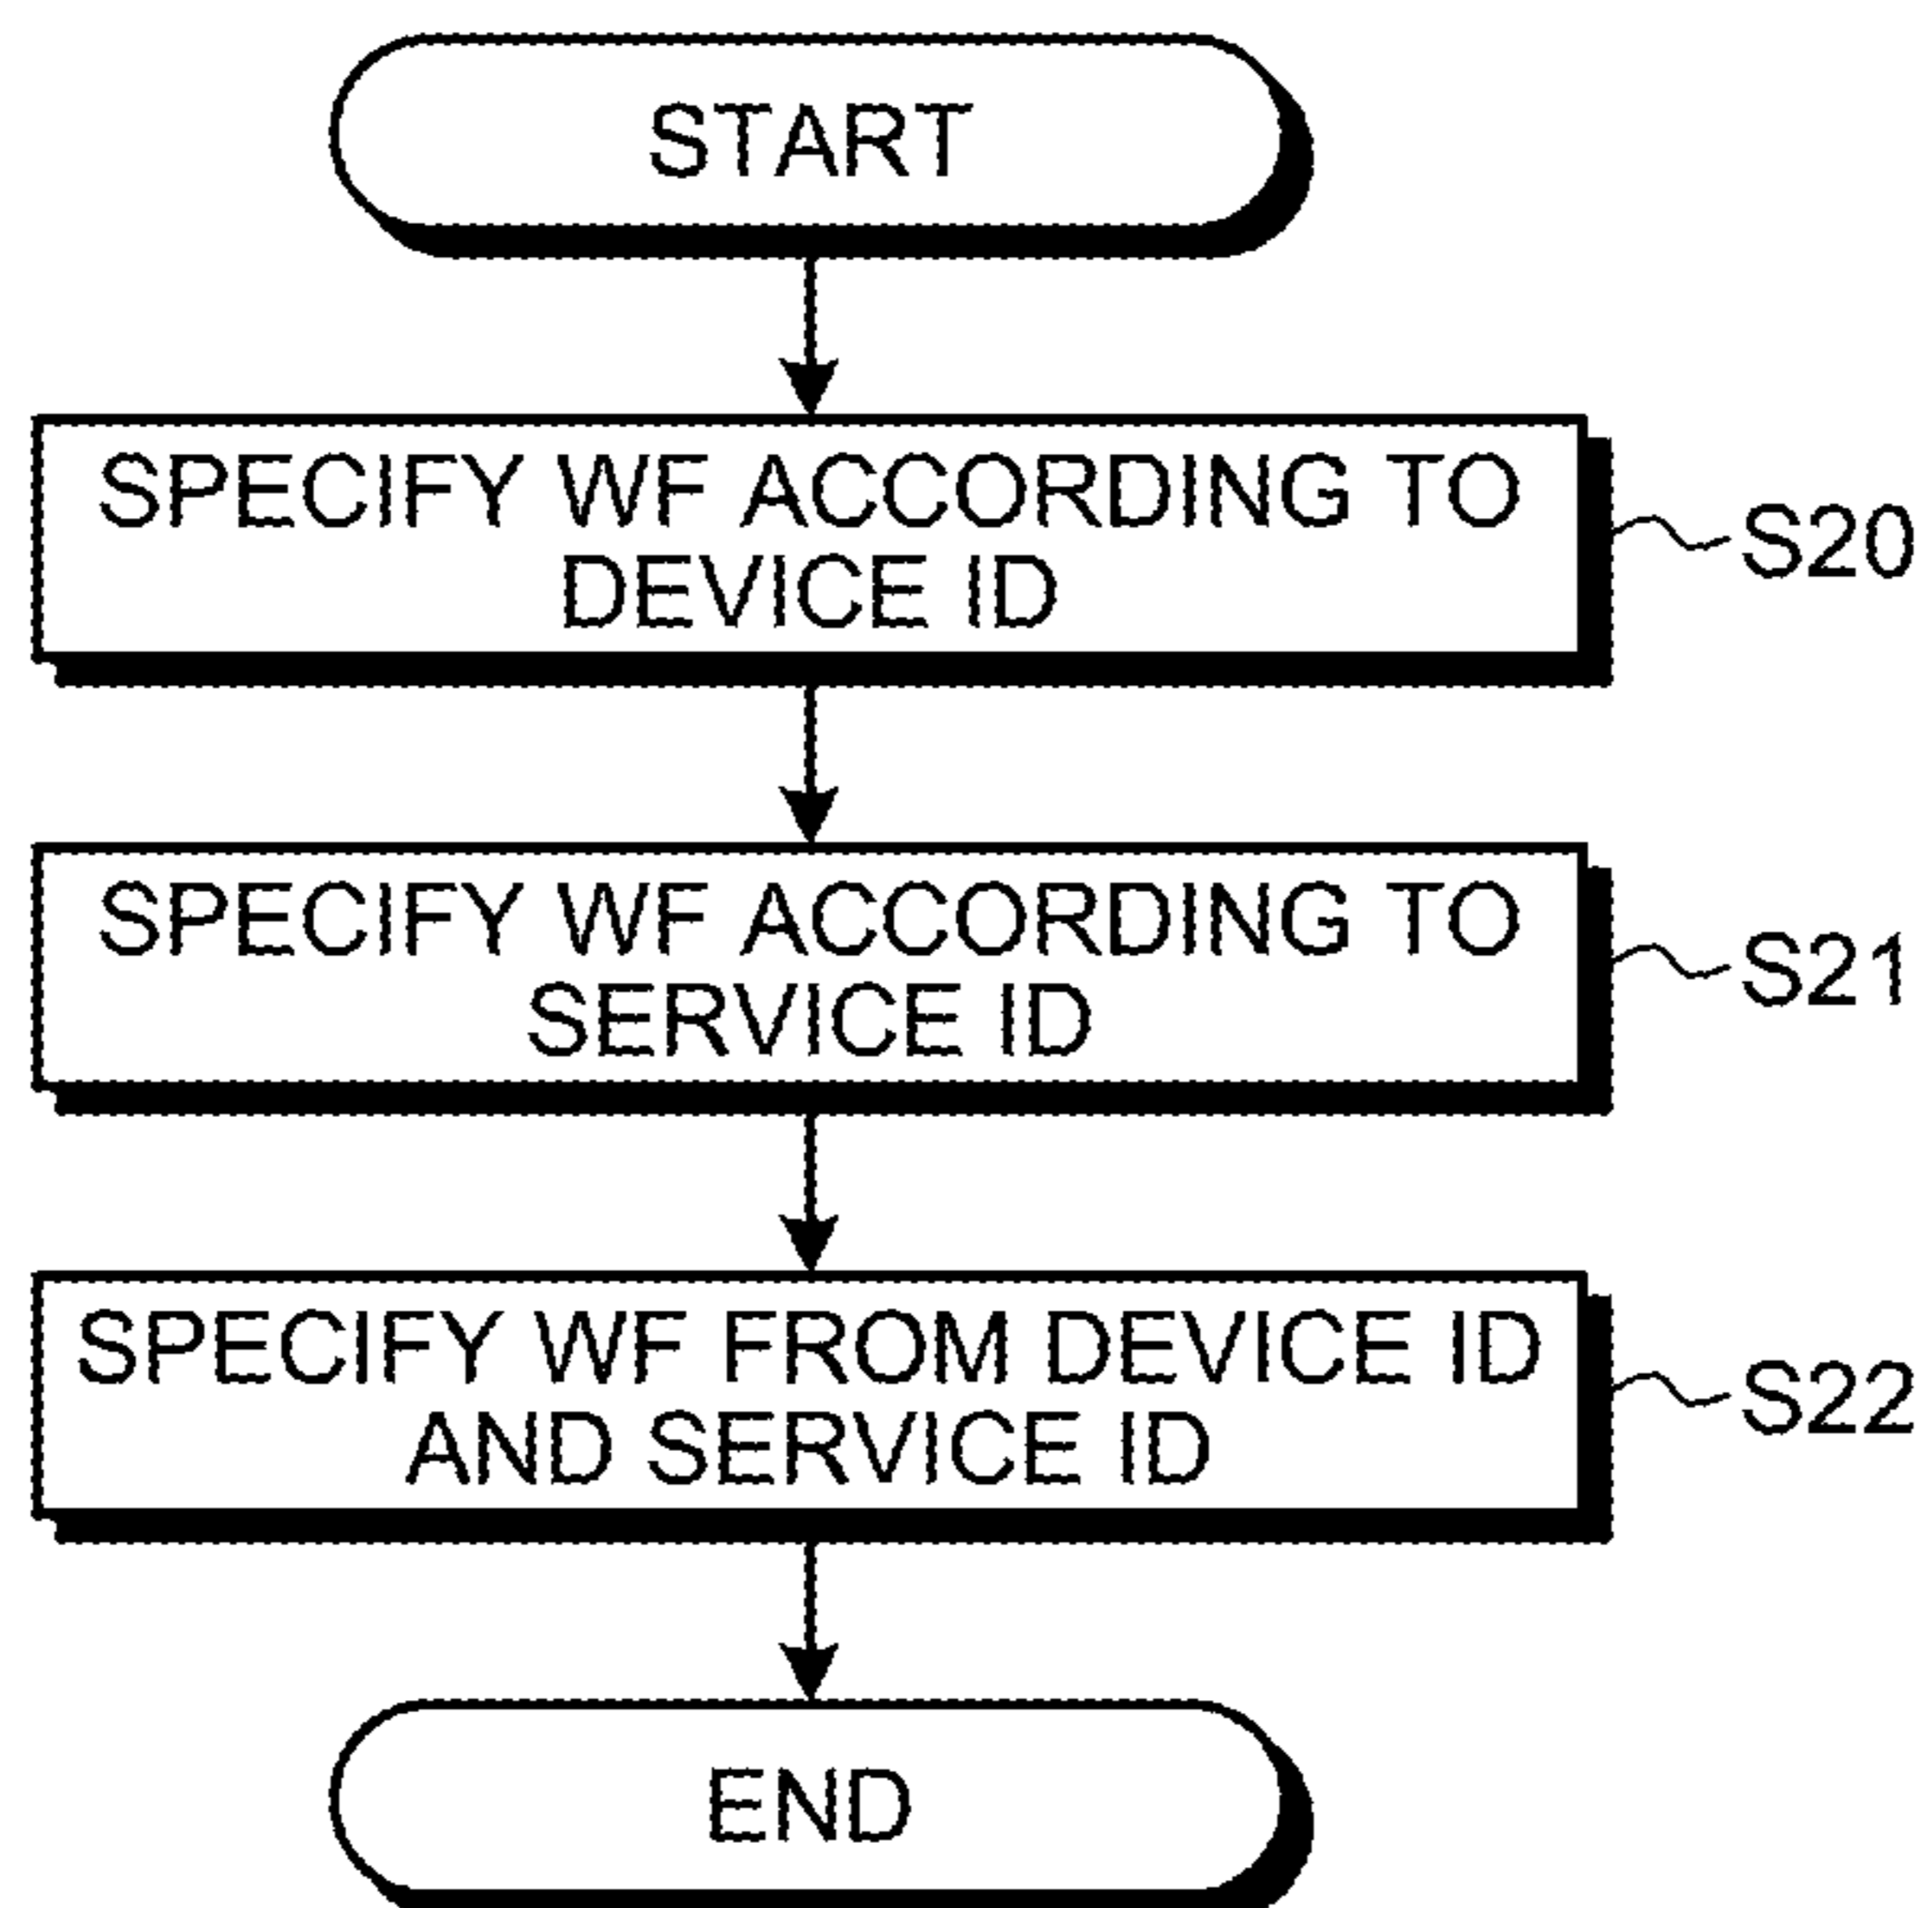 START
SPECIFY WF ACCORDING TO
DEVICE ID
S20
SPECIFY WF ACCORDING TO
SERVICE ID
S21
SPECIFY WF FROM DEVICE ID
AND SERVICE ID
S22
END